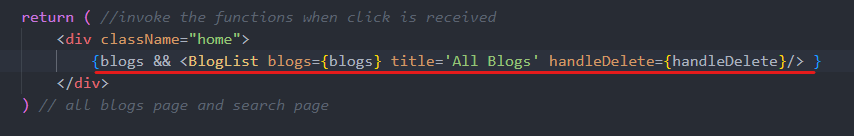 return ( //invoke the functions when click is received
<div className="home">
{blogs && <BlogList blogs={blogs} title='All Blogs' handleDelete={handleDelete}/> }
</div>
) // all blogs page and search page